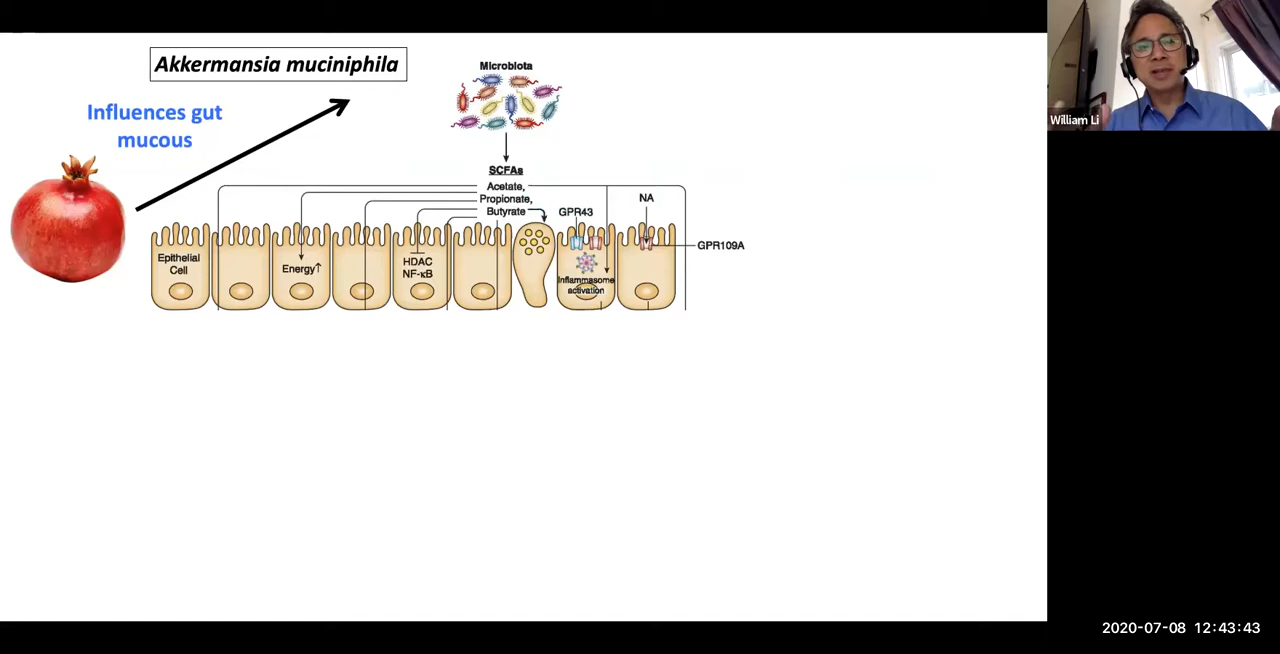 Akkermansia muciniphila
Influences gut
mucous
Microbiota
SCFAs
Acetate,
Propionate,
Butyrate
GPR43
NA
GPR109A
Epithelial
Cell
Energy↑
HDAC
NF-κB
Inflammasome
activation
William Li
2020-07-08 12:43:43